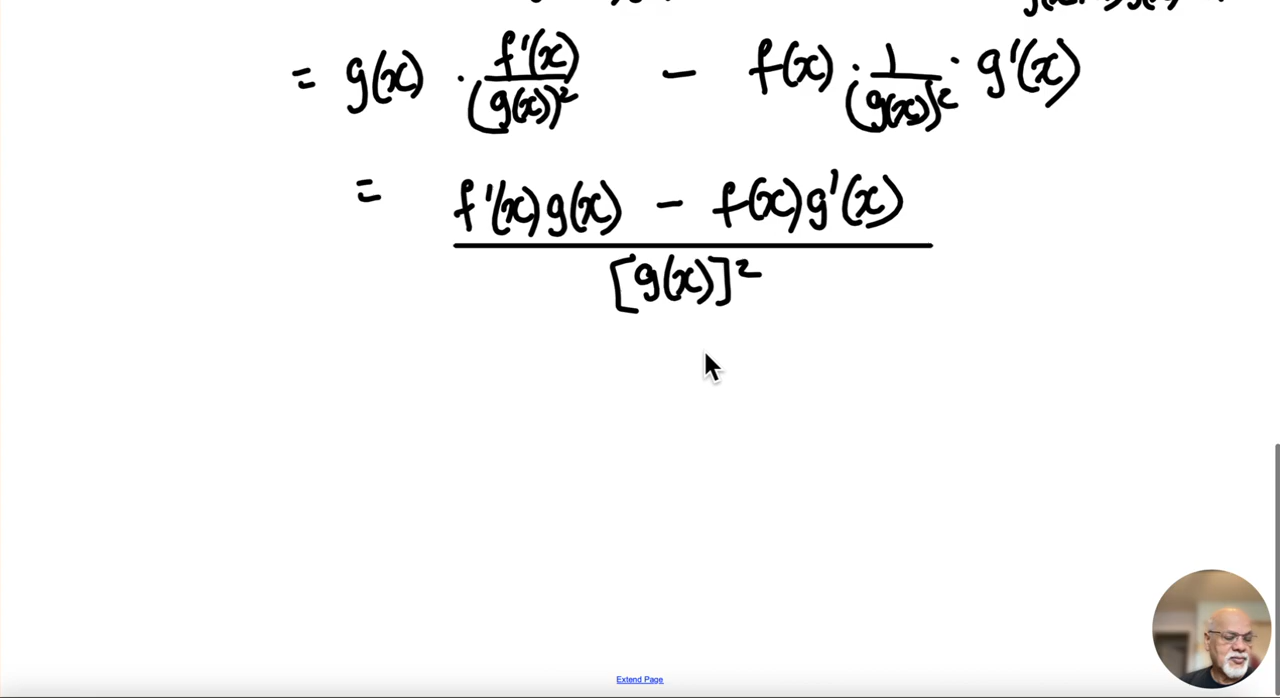 = g(x) · f'(x)/(g(x))² − f(x) · 1/(g(x))² · g'(x)
= f'(x)g(x) − f(x)g'(x)
[g(x)]²
Extend Page